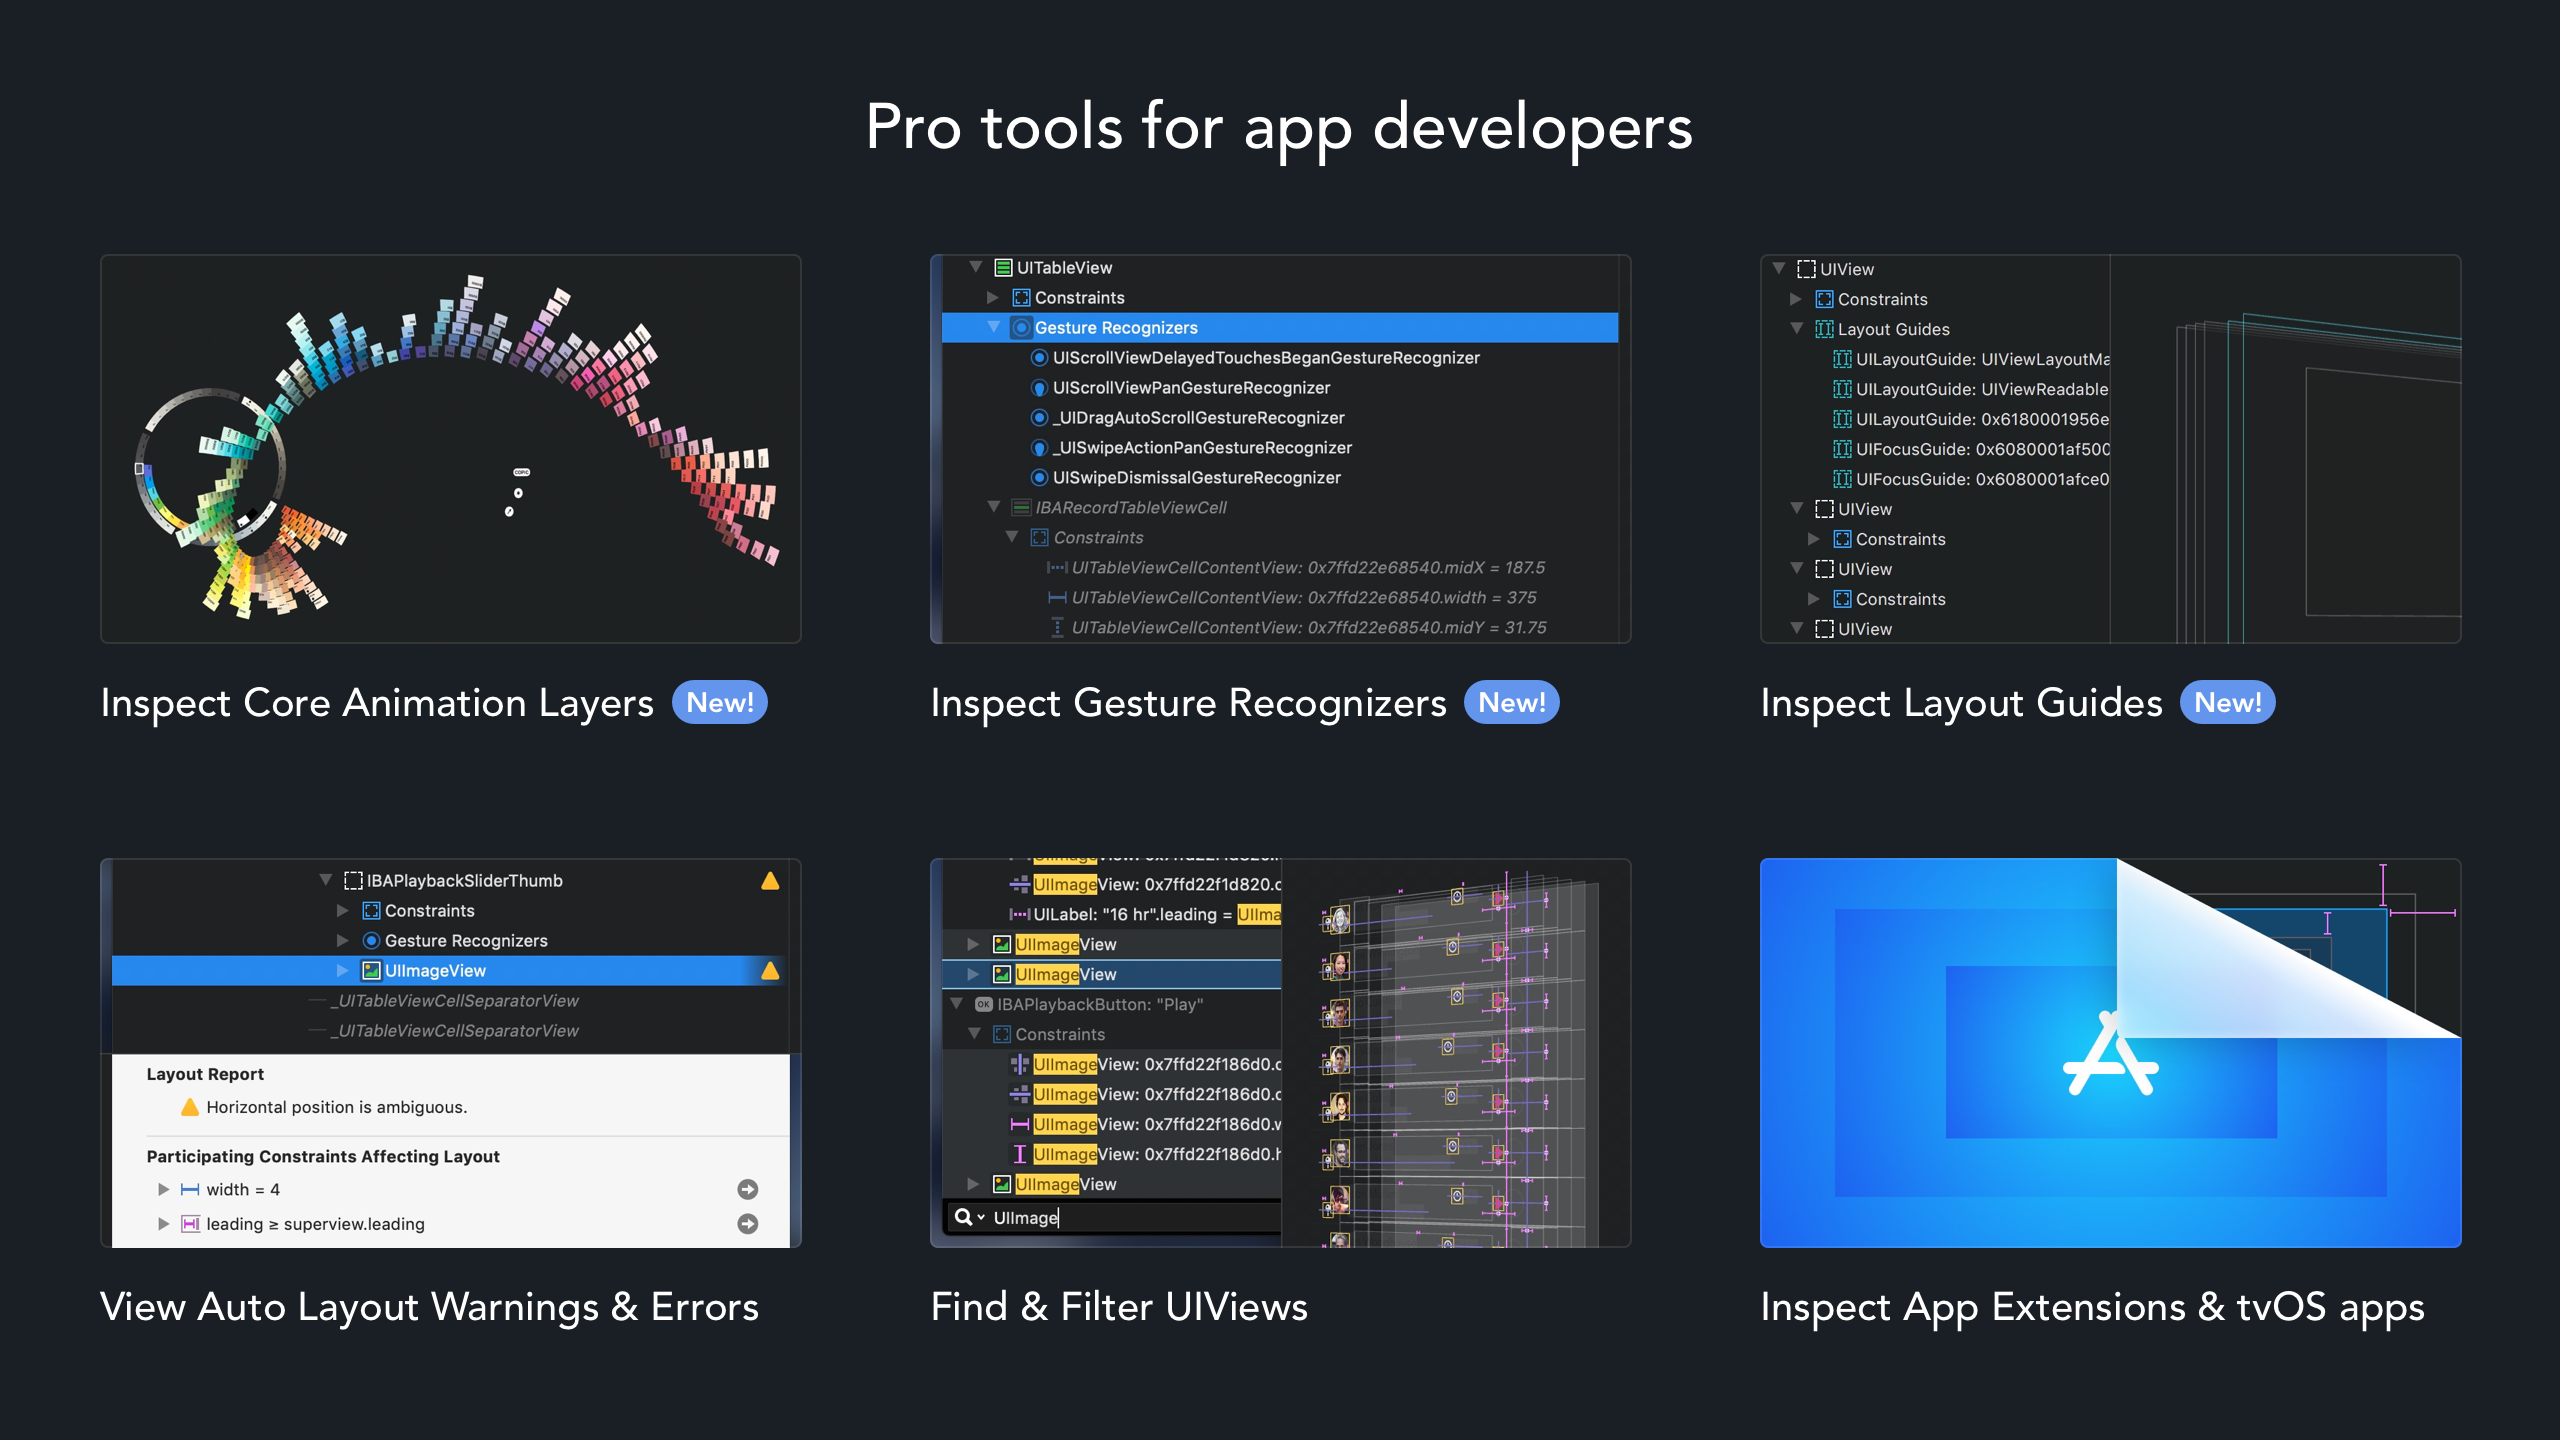 Pro tools for app developers
COPIC
Inspect Core Animation Layers New!
UITableView
Constraints
Gesture Recognizers
UIScrollViewDelayedTouchesBeganGestureRecognizer
UIScrollViewPanGestureRecognizer
_UIDragAutoScrollGestureRecognizer
_UISwipeActionPanGestureRecognizer
UISwipeDismissalGestureRecognizer
IBARecordTableViewCell
Constraints
UITableViewCellContentView: 0x7ffd22e68540.midX = 187.5
UITableViewCellContentView: 0x7ffd22e68540.width = 375
UITableViewCellContentView: 0x7ffd22e68540.midY = 31.75
Inspect Gesture Recognizers New!
UIView
Constraints
Layout Guides
UILayoutGuide: UIViewLayoutMa
UILayoutGuide: UIViewReadable
UILayoutGuide: 0x6180001956e
UIFocusGuide: 0x6080001af500
UIFocusGuide: 0x6080001afce0
UIView
Constraints
UIView
Constraints
UIView
Inspect Layout Guides New!
IBAPlaybackSliderThumb
Constraints
Gesture Recognizers
UIImageView
_UITableViewCellSeparatorView
_UITableViewCellSeparatorView
Layout Report
Horizontal position is ambiguous.
Participating Constraints Affecting Layout
width = 4
leading ≥ superview.leading
View Auto Layout Warnings & Errors
UIImageView: 0x7ffd22f1d820.c
UILabel: "16 hr".leading = UIIma
UIImageView
UIImageView
OK IBAPlaybackButton: "Play"
Constraints
UIImageView: 0x7ffd22f186d0.c
UIImageView: 0x7ffd22f186d0.c
UIImageView: 0x7ffd22f186d0.v
UIImageView: 0x7ffd22f186d0.h
UIImageView
UIImage
Find & Filter UIViews
Inspect App Extensions & tvOS apps